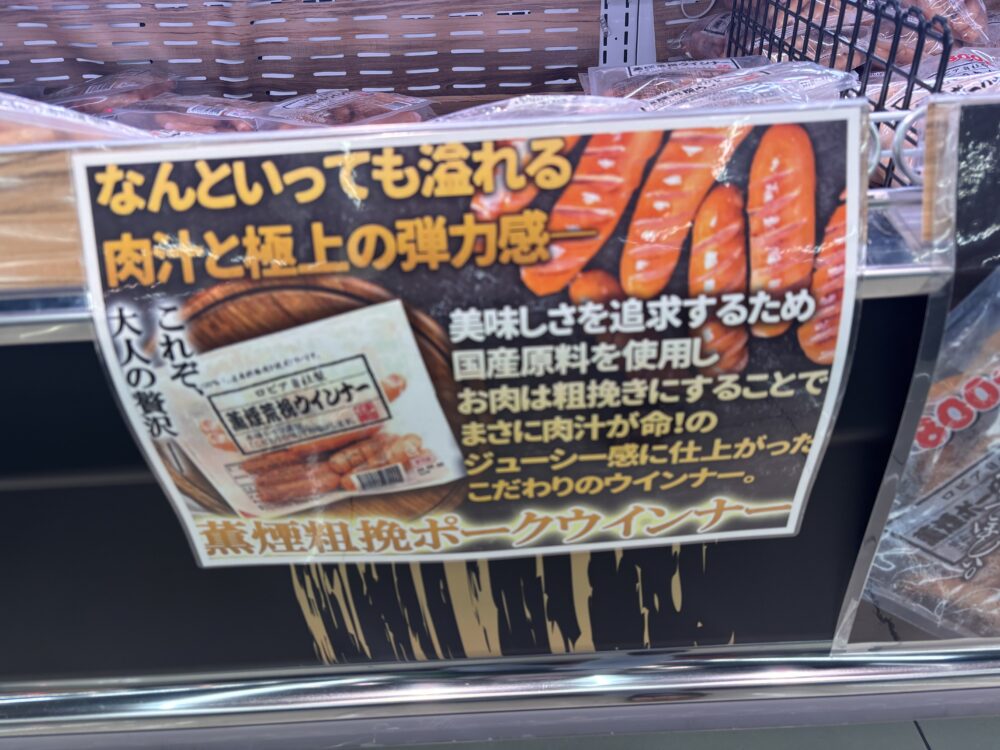 なんといっても溢れる
肉汁と極上の弾力感―
これぞ、
大人の贅沢―
美味しさを追求するため
国産原料を使用し
お肉は粗挽きにすることで
まさに肉汁が命!の
ジューシー感に仕上がった
こだわりのウインナー。
ロピア自社製
薫煙荒挽ウインナー
薫煙粗挽ポークウインナー
800